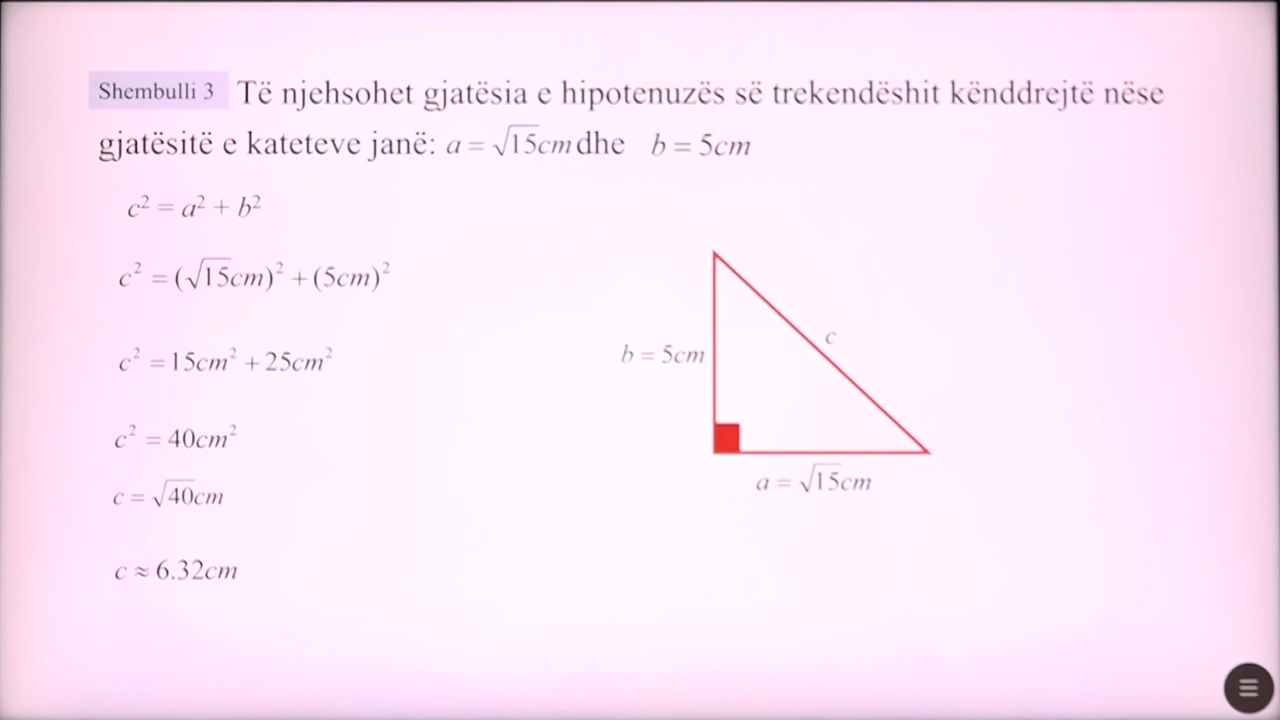 Shembulli 3 Të njehsohet gjatësia e hipotenuzës së trekendëshit kënddrejtë nëse
gjatësitë e kateteve janë: a = √15cm dhe b = 5cm
c² = a² + b²
c² = (√15cm)² + (5cm)²
c² = 15cm² + 25cm²
c² = 40cm²
c = √40cm
c ≈ 6.32cm
b = 5cm
c
a = √15cm